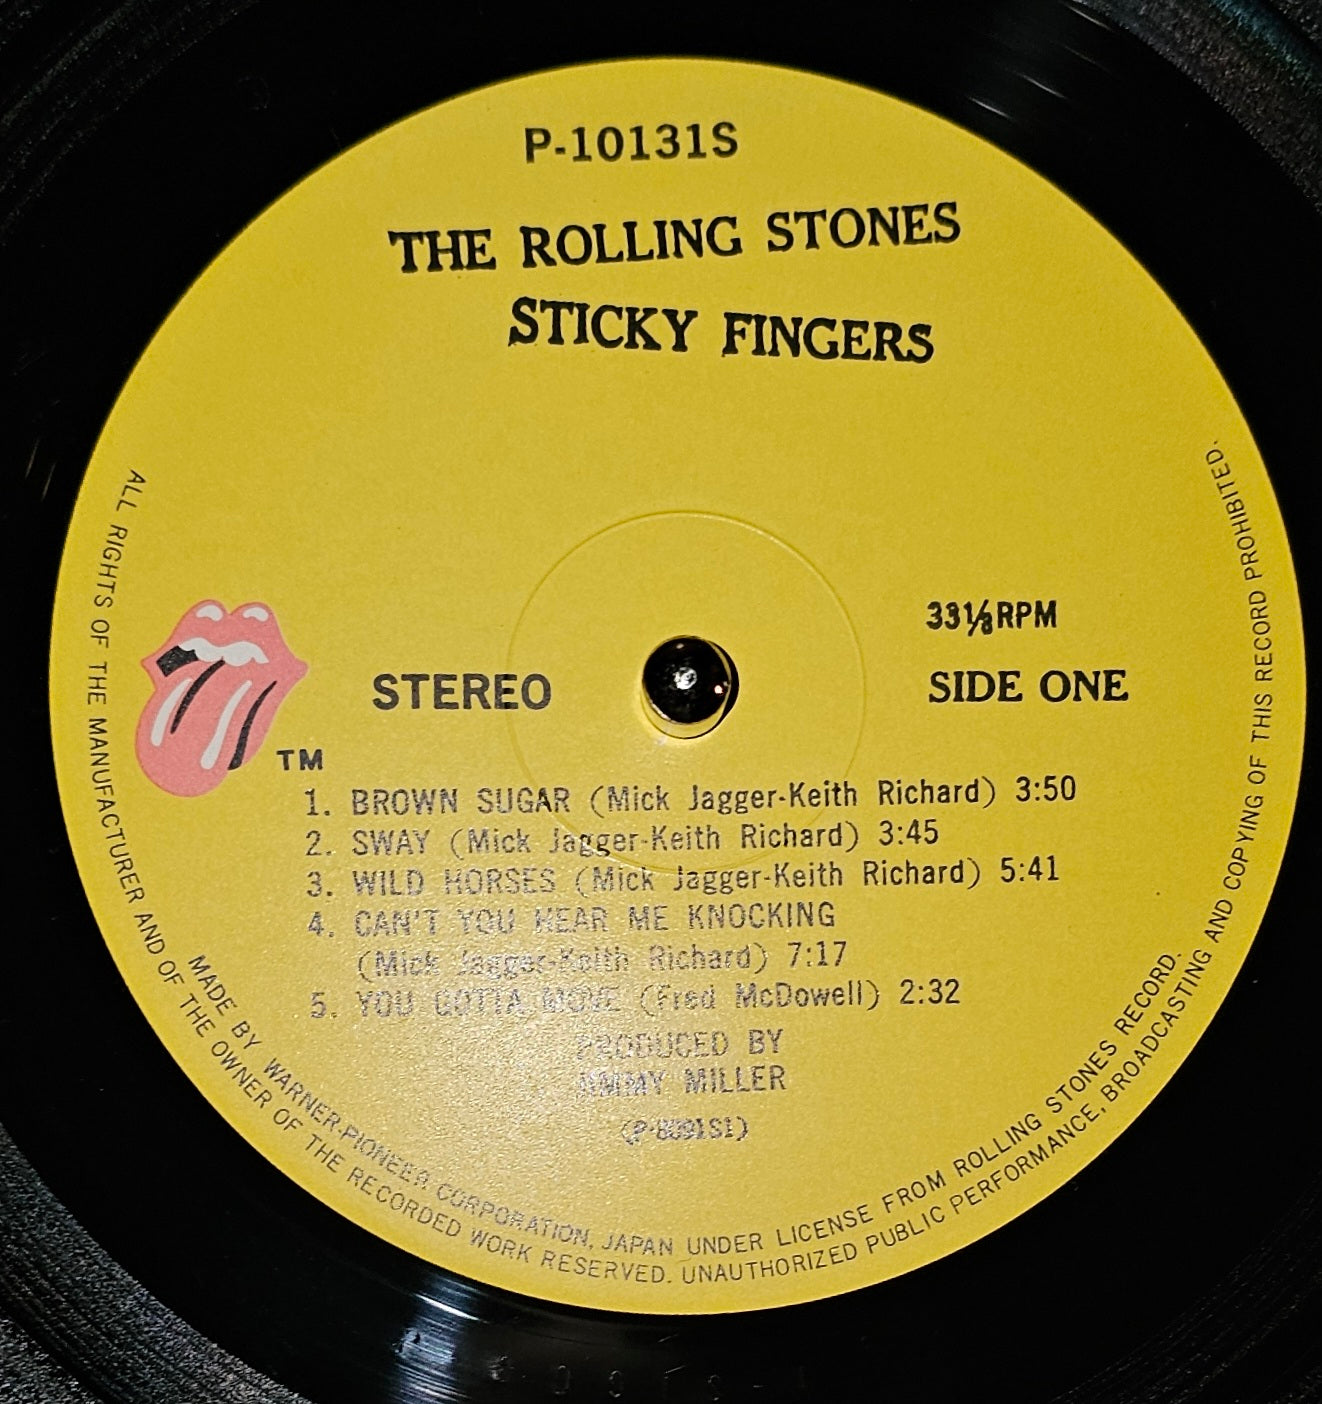 P-10131S
THE ROLLING STONES
STICKY FINGERS
33⅓RPM
STEREO
SIDE ONE
TM
1. BROWN SUGAR (Mick Jagger-Keith Richard) 3:50
2. SWAY (Mick Jagger-Keith Richard) 3:45
3. WILD HORSES (Mick Jagger-Keith Richard) 5:41
4. CAN'T YOU HEAR ME KNOCKING
(Mick Jagger-Keith Richard) 7:17
5. YOU GOTTA MOVE (Fred McDowell) 2:32
PRODUCED BY
JIMMY MILLER
(P-8091S1)
MADE BY WARNER-PIONEER CORPORATION, JAPAN UNDER LICENSE FROM ROLLING STONES RECORD.
ALL RIGHTS OF THE MANUFACTURER AND OF THE OWNER OF THE RECORDED WORK RESERVED. UNAUTHORIZED PUBLIC PERFORMANCE, BROADCASTING AND COPYING OF THIS RECORD PROHIBITED.